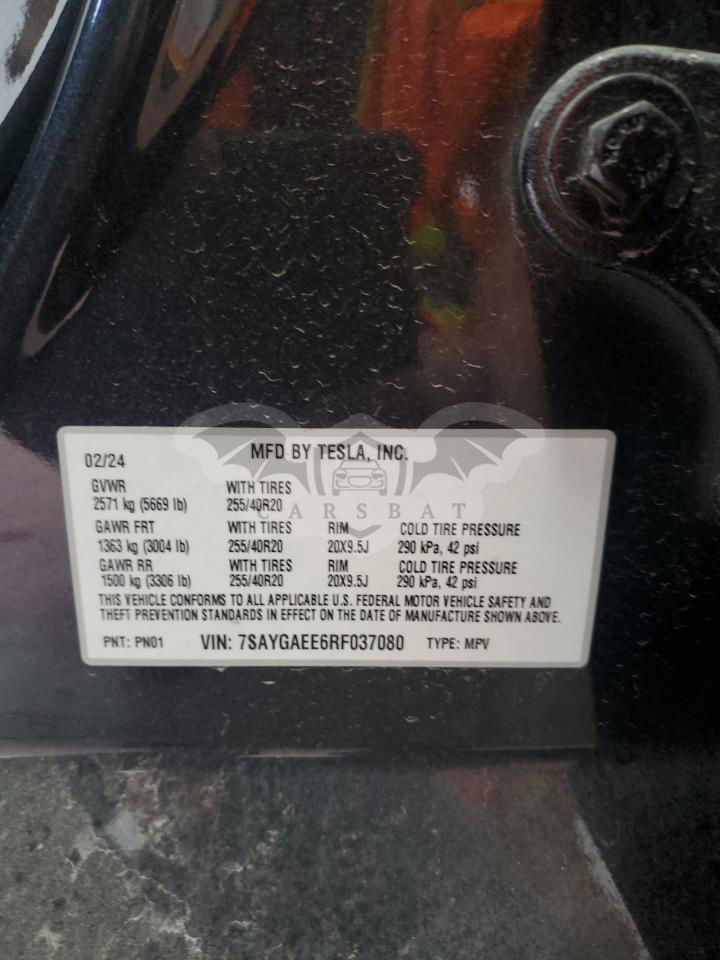 02/24 MFD BY TESLA, INC.
GVWR WITH TIRES
2571 kg (5669 lb) 255/40R20
CARSBAT
GAWR FRT WITH TIRES RIM COLD TIRE PRESSURE
1363 kg (3004 lb) 255/40R20 20X9.5J 290 kPa, 42 psi
GAWR RR WITH TIRES RIM COLD TIRE PRESSURE
1500 kg (3306 lb) 255/40R20 20X9.5J 290 kPa, 42 psi
THIS VEHICLE CONFORMS TO ALL APPLICABLE U.S. FEDERAL MOTOR VEHICLE SAFETY AND
THEFT PREVENTION STANDARDS IN EFFECT ON THE DATE OF MANUFACTURE SHOWN ABOVE.
PNT: PN01 VIN: 7SAYGAEE6RF037080 TYPE: MPV